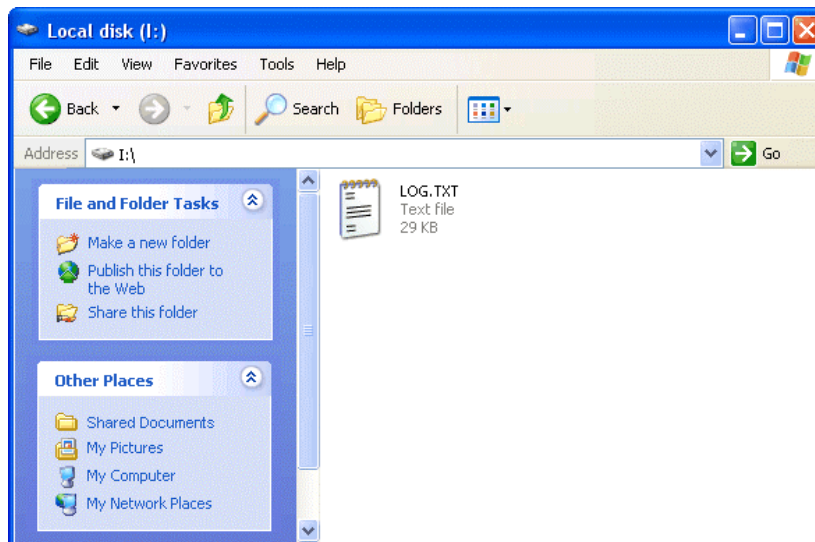 Local disk (I:)
File Edit View Favorites Tools Help
Back Search Folders
Address I:\ Go
File and Folder Tasks
Make a new folder
Publish this folder to
the Web
Share this folder
Other Places
Shared Documents
My Pictures
My Computer
My Network Places
LOG.TXT
Text file
29 KB